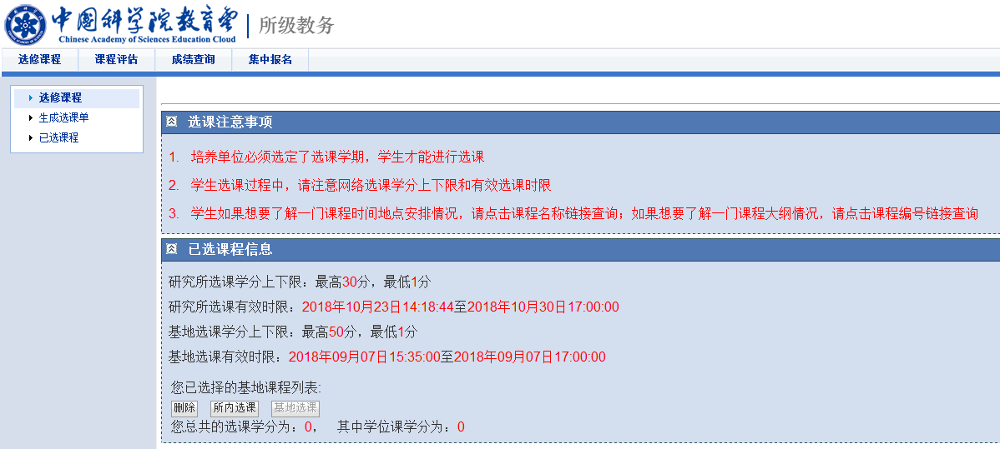 中國科学院教育雲
Chinese Academy of Sciences Education Cloud
所级教务
选修课程 课程评估 成绩查询 集中报名
选修课程
生成选课单
已选课程
选课注意事项
1. 培养单位必须选定了选课学期，学生才能进行选课
2. 学生选课过程中，请注意网络选课学分上下限和有效选课时限
3. 学生如果想要了解一门课程时间地点安排情况，请点击课程名称链接查询；如果想要了解一门课程大纲情况，请点击课程编号链接查询
已选课程信息
研究所选课学分上下限：最高30分，最低1分
研究所选课有效时限：2018年10月23日14:18:44至2018年10月30日17:00:00
基地选课学分上下限：最高50分，最低1分
基地选课有效时限：2018年09月07日15:35:00至2018年09月07日17:00:00
您已选择的基地课程列表:
删除 所内选课 基地选课
您总共的选课学分为：0， 其中学位课学分为：0